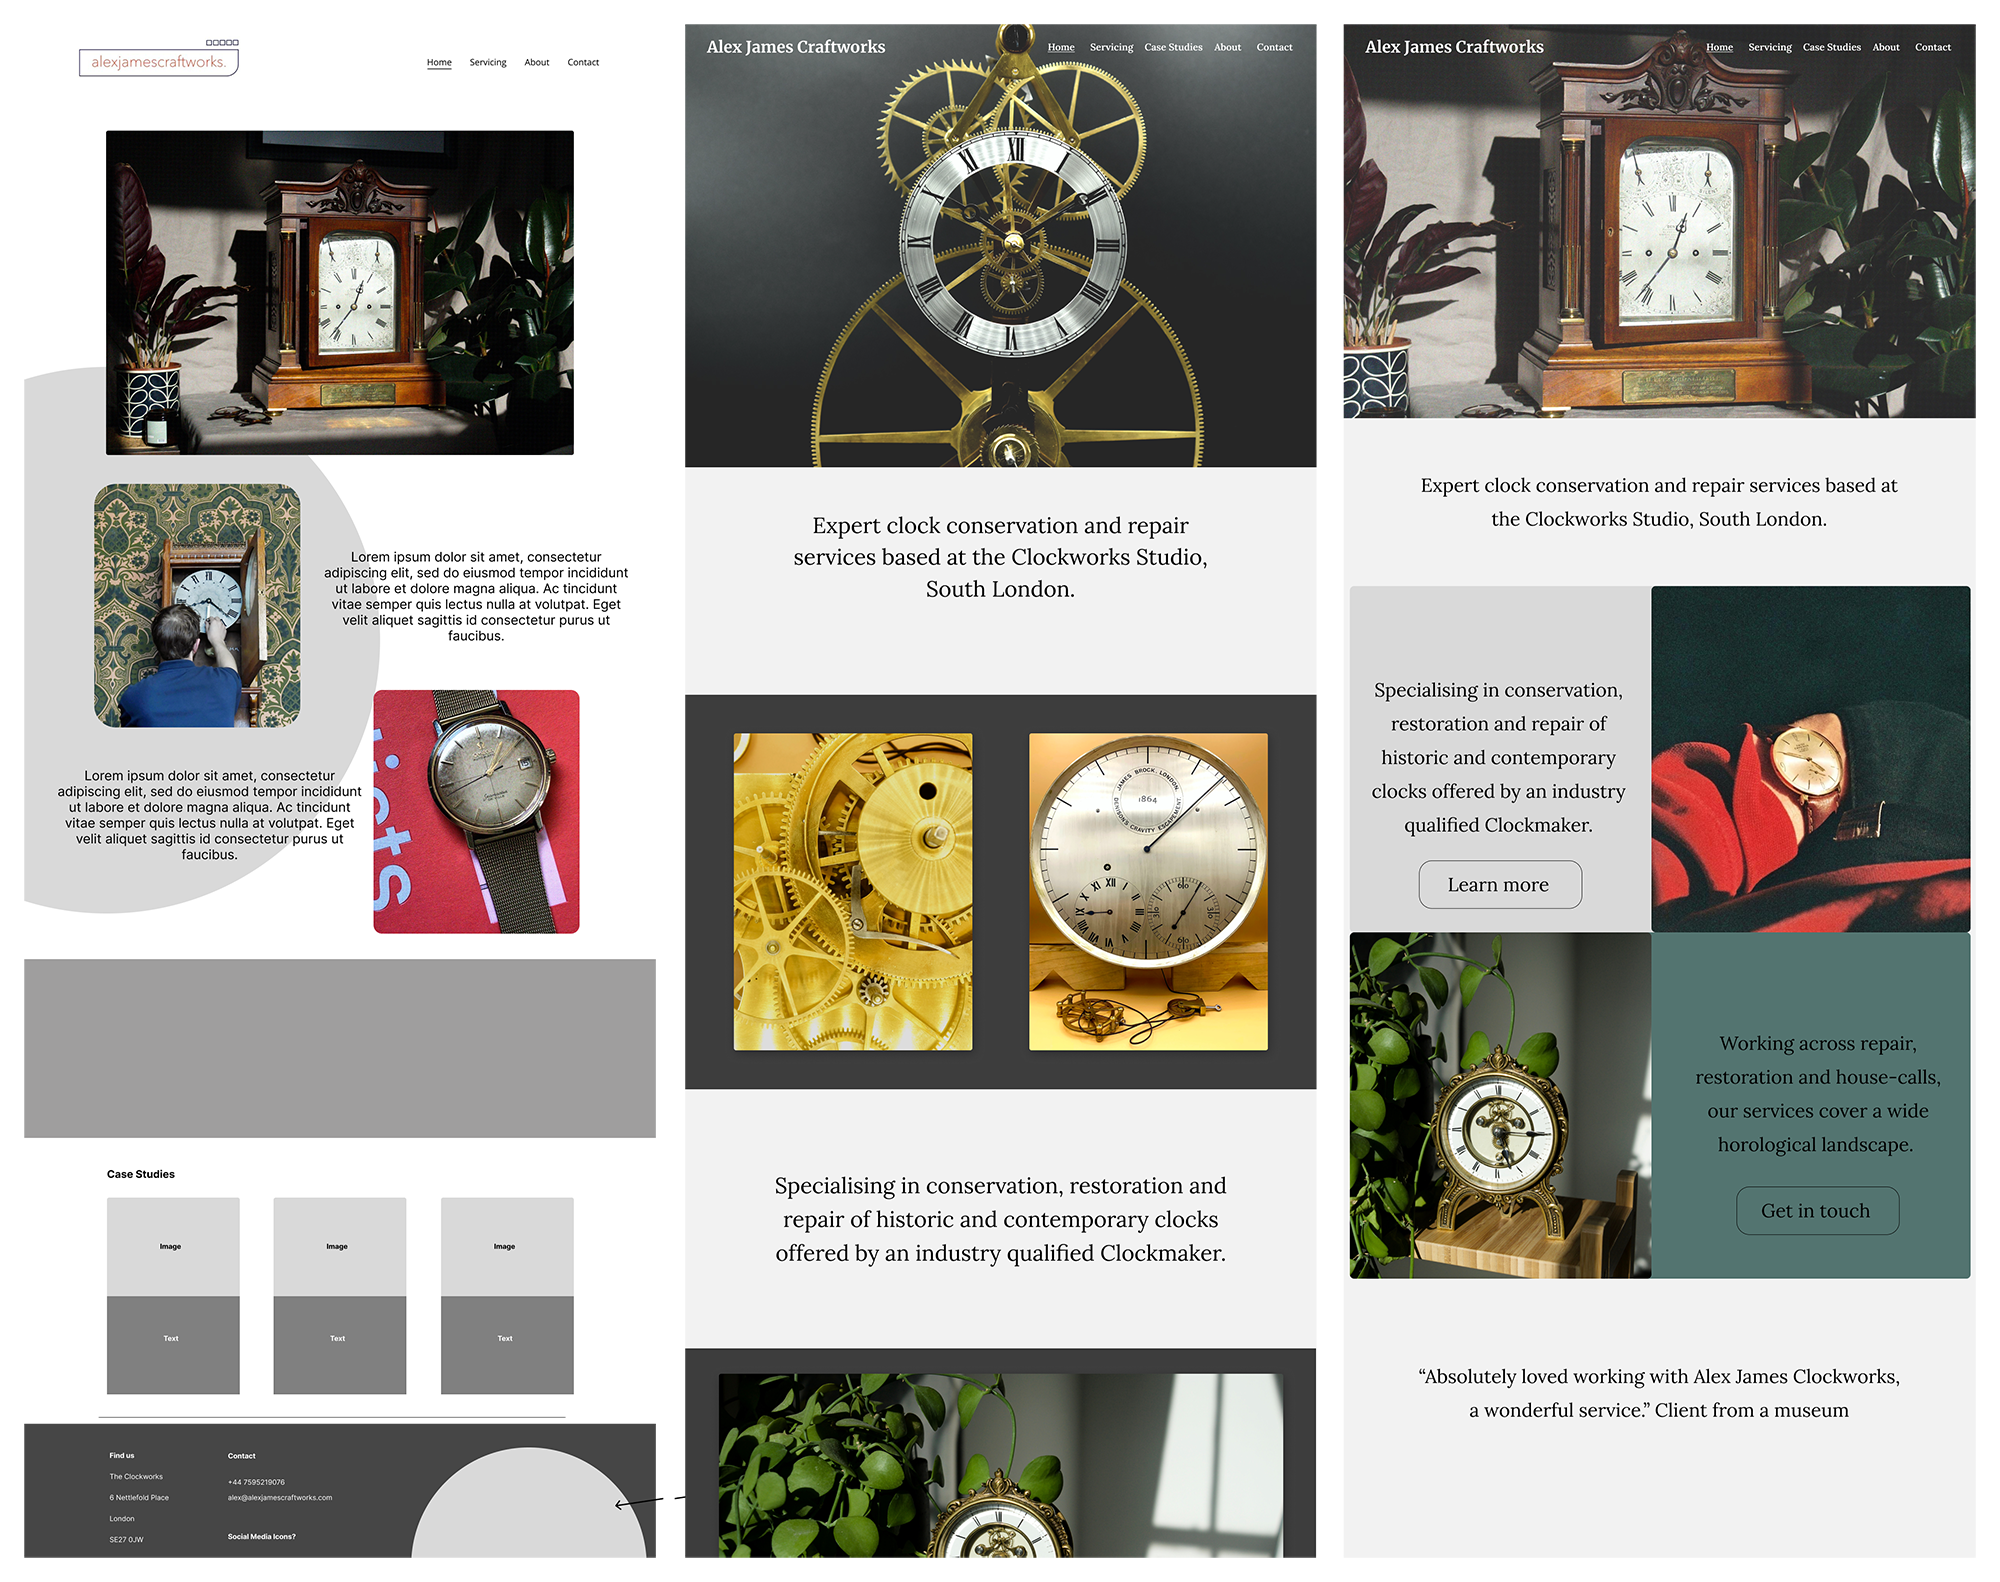 alexjamescraftworks.
Home Servicing About Contact
Lorem ipsum dolor sit amet, consectetur
adipiscing elit, sed do eiusmod tempor incididunt
ut labore et dolore magna aliqua. Ac tincidunt
vitae semper quis lectus nulla at volutpat. Eget
velit aliquet sagittis id consectetur purus ut
faucibus.
Lorem ipsum dolor sit amet, consectetur
adipiscing elit, sed do eiusmod tempor incididunt
ut labore et dolore magna aliqua. Ac tincidunt
vitae semper quis lectus nulla at volutpat. Eget
velit aliquet sagittis id consectetur purus ut
faucibus.
Case Studies
Image Image Image
Text Text Text
Find us
The Clockworks
6 Nettlefold Place
London
SE27 0JW
Contact
+44 7595219076
alex@alexjamescraftworks.com
Social Media Icons?
Alex James Craftworks
Home Servicing Case Studies About Contact
XII
Expert clock conservation and repair
services based at the Clockworks Studio,
South London.
JAMES BROCK, LONDON.
1864
DENISON'S GRAVITY ESCAPEMENT
Specialising in conservation, restoration and
repair of historic and contemporary clocks
offered by an industry qualified Clockmaker.
Alex James Craftworks
Home Servicing Case Studies About Contact
Expert clock conservation and repair services based at
the Clockworks Studio, South London.
Specialising in conservation,
restoration and repair of
historic and contemporary
clocks offered by an industry
qualified Clockmaker.
Learn more
Working across repair,
restoration and house-calls,
our services cover a wide
horological landscape.
Get in touch
“Absolutely loved working with Alex James Clockworks,
a wonderful service.” Client from a museum